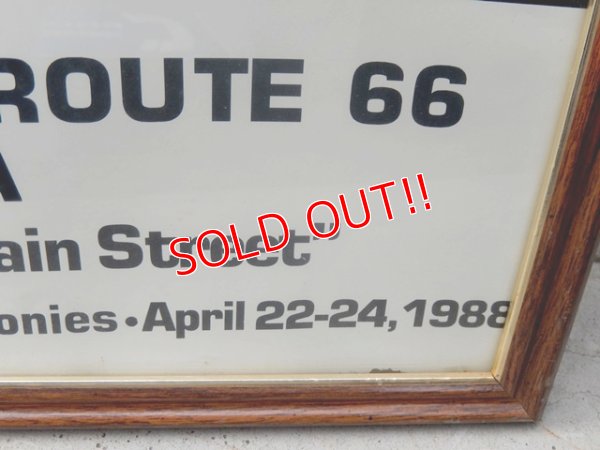 ROUTE 66
A
ain Street"
SOLD OUT!!
onies • April 22-24, 1988